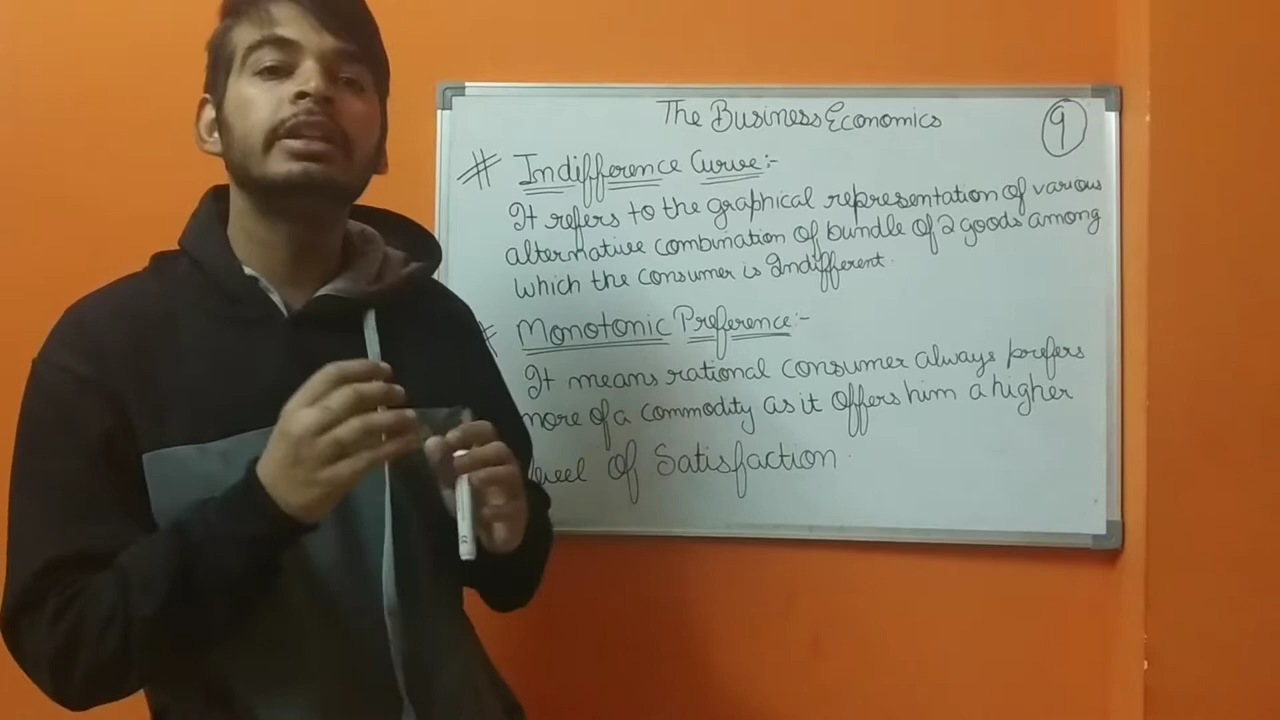 The Business Economics
9
# Indifference Curve:-
It refers to the graphical representation of various
alternative combination of bundle of 2 goods among
which the consumer is Indifferent.
# Monotonic Preference:-
It means rational consumer always prefers
more of a commodity as it offers him a higher
level of Satisfaction.